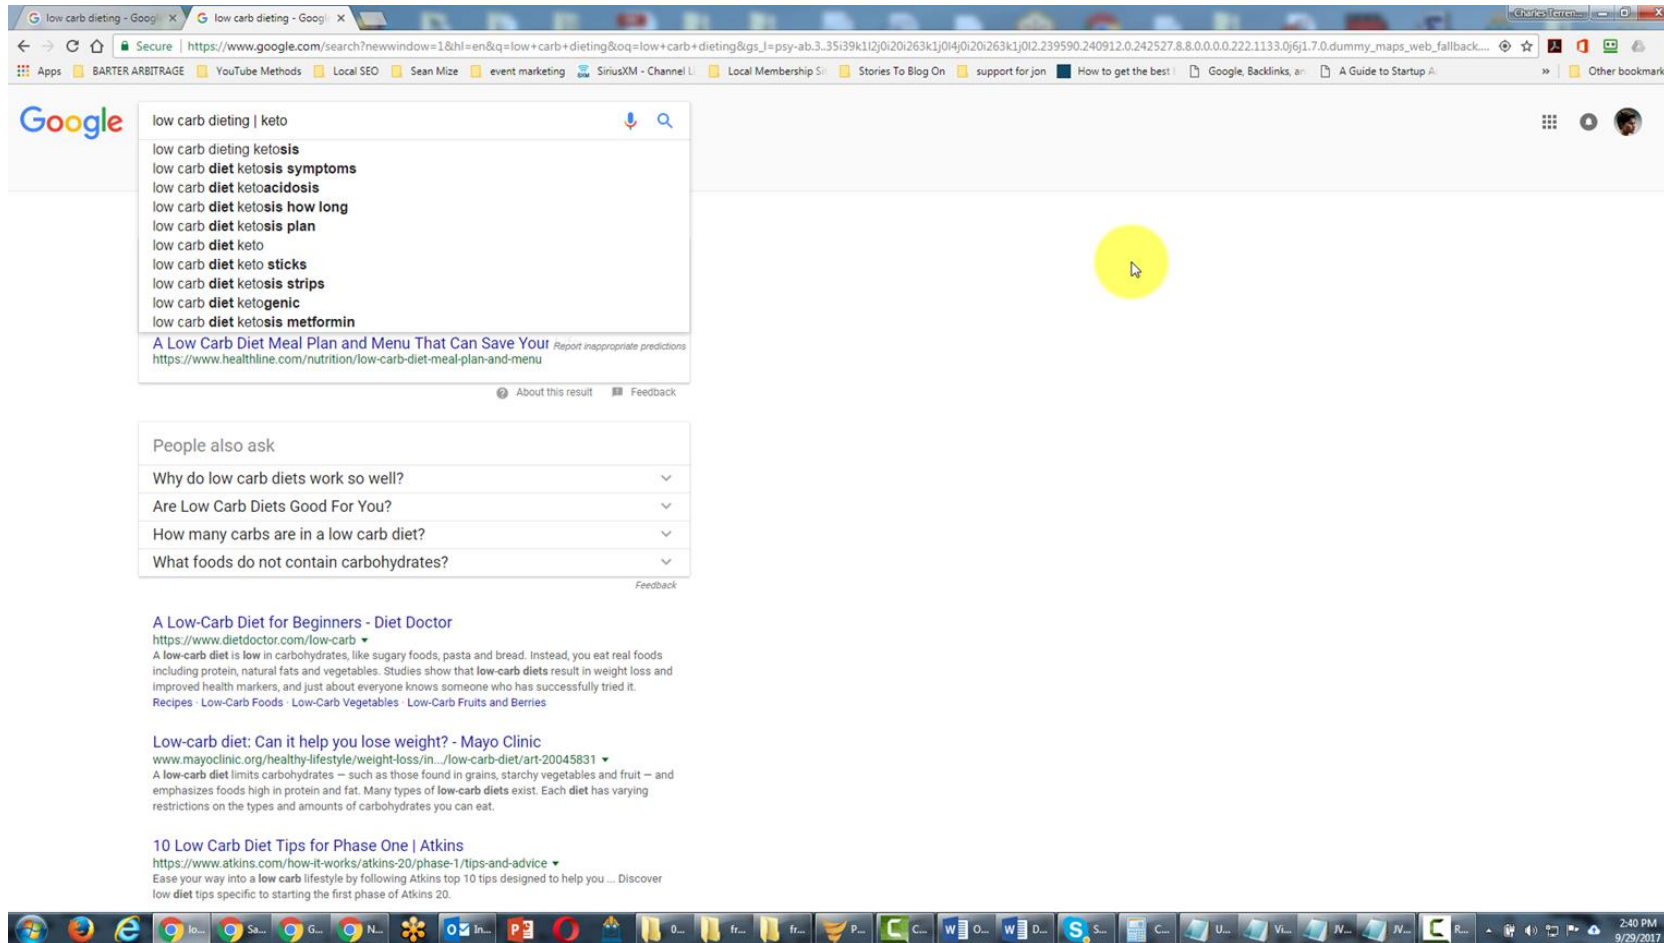 low carb dieting - Googl
low carb dieting - Googl
Charles Terren...
Secure | https://www.google.com/search?newwindow=1&hl=en&q=low+carb+dieting&oq=low+carb+dieting&gs_l=psy-ab.3..35i39k1l2j0i20i263k1j0l4j0i20i263k1j0l2.239590.240912.0.242527.8.8.0.0.0.0.222.1133.0j6j1.7.0.dummy_maps_web_fallback....
Apps BARTER ARBITRAGE YouTube Methods Local SEO Sean Mize event marketing SiriusXM - Channel L Local Membership Si Stories To Blog On support for jon How to get the best Google, Backlinks, an A Guide to Startup A » Other bookmark
Google
low carb dieting | keto
low carb dieting ketosis
low carb diet ketosis symptoms
low carb diet ketoacidosis
low carb diet ketosis how long
low carb diet ketosis plan
low carb diet keto
low carb diet keto sticks
low carb diet ketosis strips
low carb diet ketogenic
low carb diet ketosis metformin
A Low Carb Diet Meal Plan and Menu That Can Save Your Report inappropriate predictions
https://www.healthline.com/nutrition/low-carb-diet-meal-plan-and-menu
About this result Feedback
People also ask
Why do low carb diets work so well?
Are Low Carb Diets Good For You?
How many carbs are in a low carb diet?
What foods do not contain carbohydrates?
Feedback
A Low-Carb Diet for Beginners - Diet Doctor
https://www.dietdoctor.com/low-carb
A low-carb diet is low in carbohydrates, like sugary foods, pasta and bread. Instead, you eat real foods
including protein, natural fats and vegetables. Studies show that low-carb diets result in weight loss and
improved health markers, and just about everyone knows someone who has successfully tried it.
Recipes · Low-Carb Foods · Low-Carb Vegetables · Low-Carb Fruits and Berries
Low-carb diet: Can it help you lose weight? - Mayo Clinic
www.mayoclinic.org/healthy-lifestyle/weight-loss/in.../low-carb-diet/art-20045831
A low-carb diet limits carbohydrates — such as those found in grains, starchy vegetables and fruit — and
emphasizes foods high in protein and fat. Many types of low-carb diets exist. Each diet has varying
restrictions on the types and amounts of carbohydrates you can eat.
10 Low Carb Diet Tips for Phase One | Atkins
https://www.atkins.com/how-it-works/atkins-20/phase-1/tips-and-advice
Ease your way into a low carb lifestyle by following Atkins top 10 tips designed to help you ... Discover
low diet tips specific to starting the first phase of Atkins 20.
lo... Sa... G... N... In... 0... fr... fr... P... C... O... D... S... C... U... Vi... JV... JV... R... 2:40 PM
9/29/2017